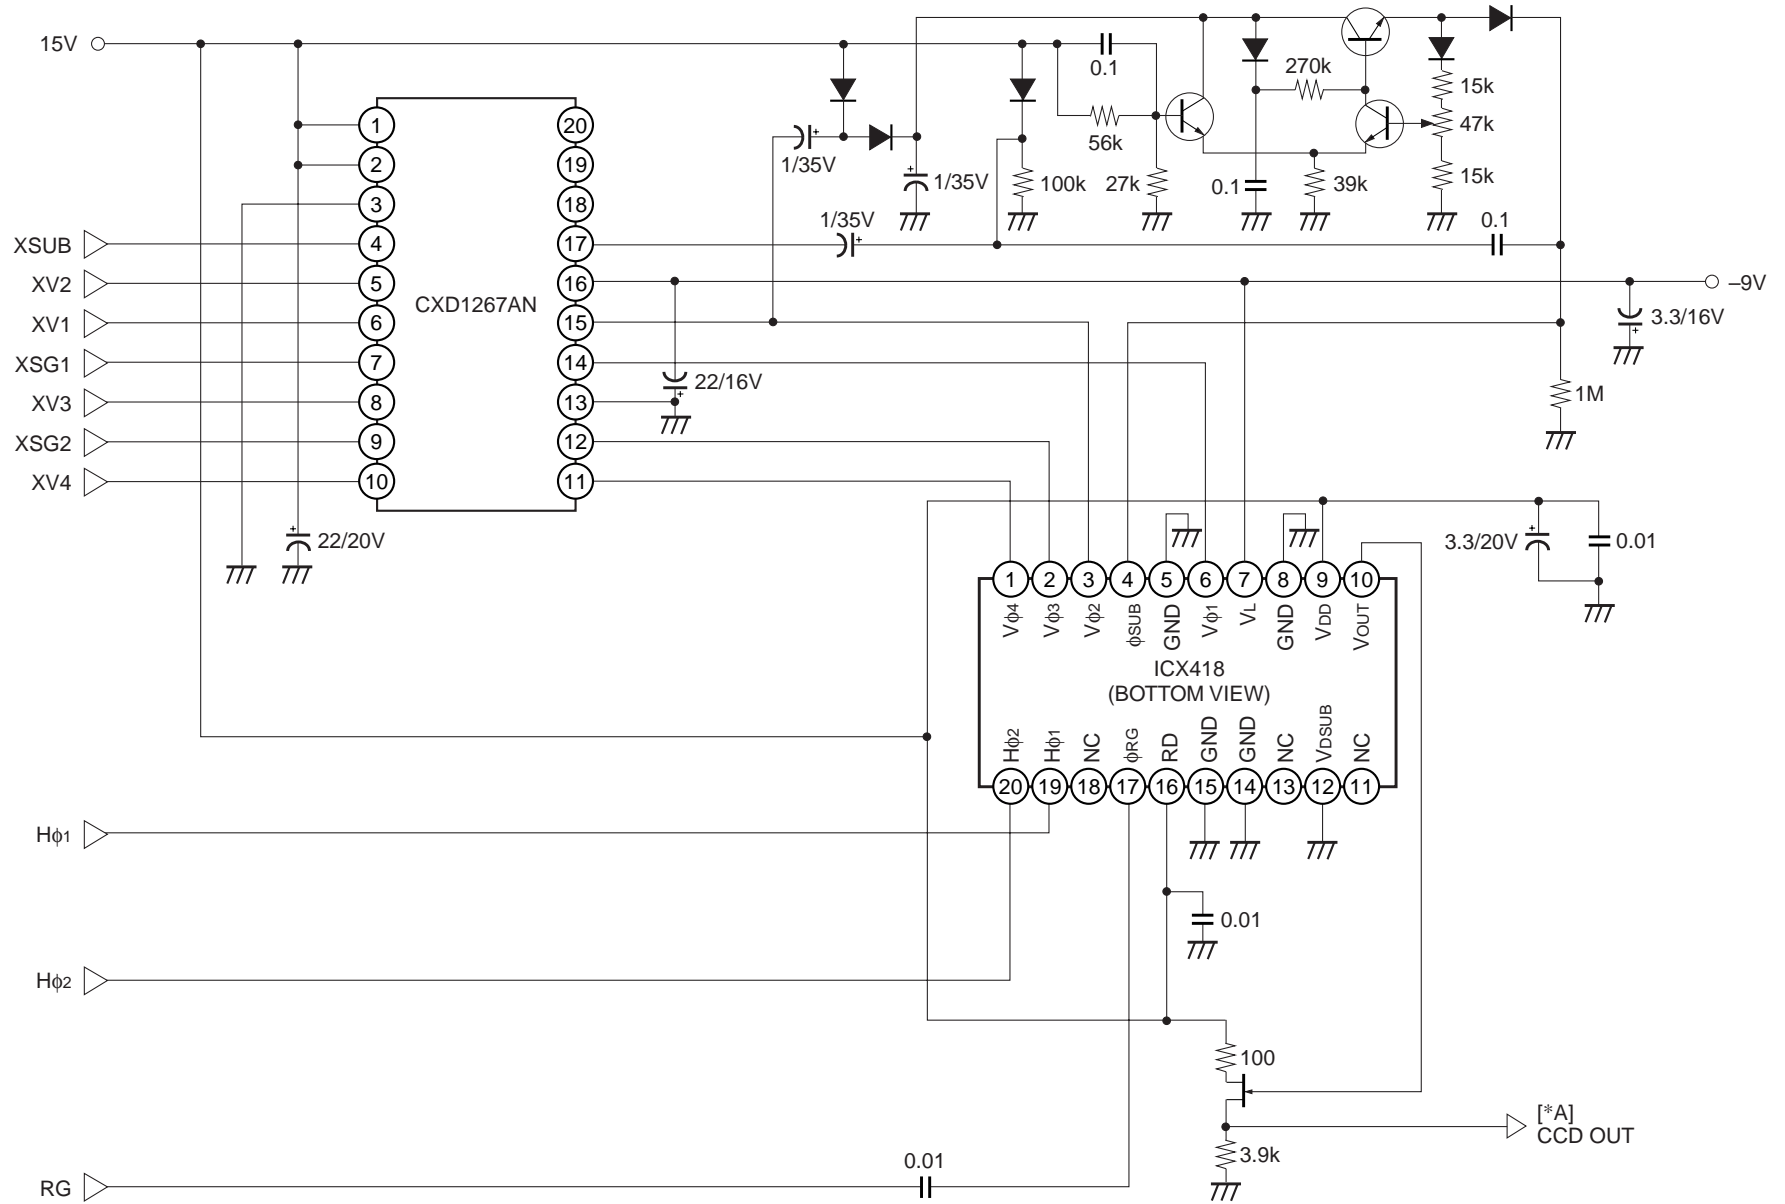 15V
0.1
270k
15k
56k
47k
1/35V
1/35V
100k
27k
0.1
39k
15k
1/35V
0.1
1
20
2
19
3
18
XSUB
4
17
XV2
5
16
–9V
CXD1267AN
XV1
6
15
3.3/16V
XSG1
7
14
22/16V
XV3
8
13
1M
XSG2
9
12
XV4
10
11
22/20V
3.3/20V
0.01
1 2 3 4 5 6 7 8 9 10
Vϕ4 Vϕ3 Vϕ2 ϕSUB GND Vϕ1 VL GND VDD VOUT
ICX418
(BOTTOM VIEW)
Hϕ2 Hϕ1 NC ϕRG RD GND GND NC VDSUB NC
20 19 18 17 16 15 14 13 12 11
Hϕ1
0.01
Hϕ2
100
[*A]
CCD OUT
3.9k
0.01
RG